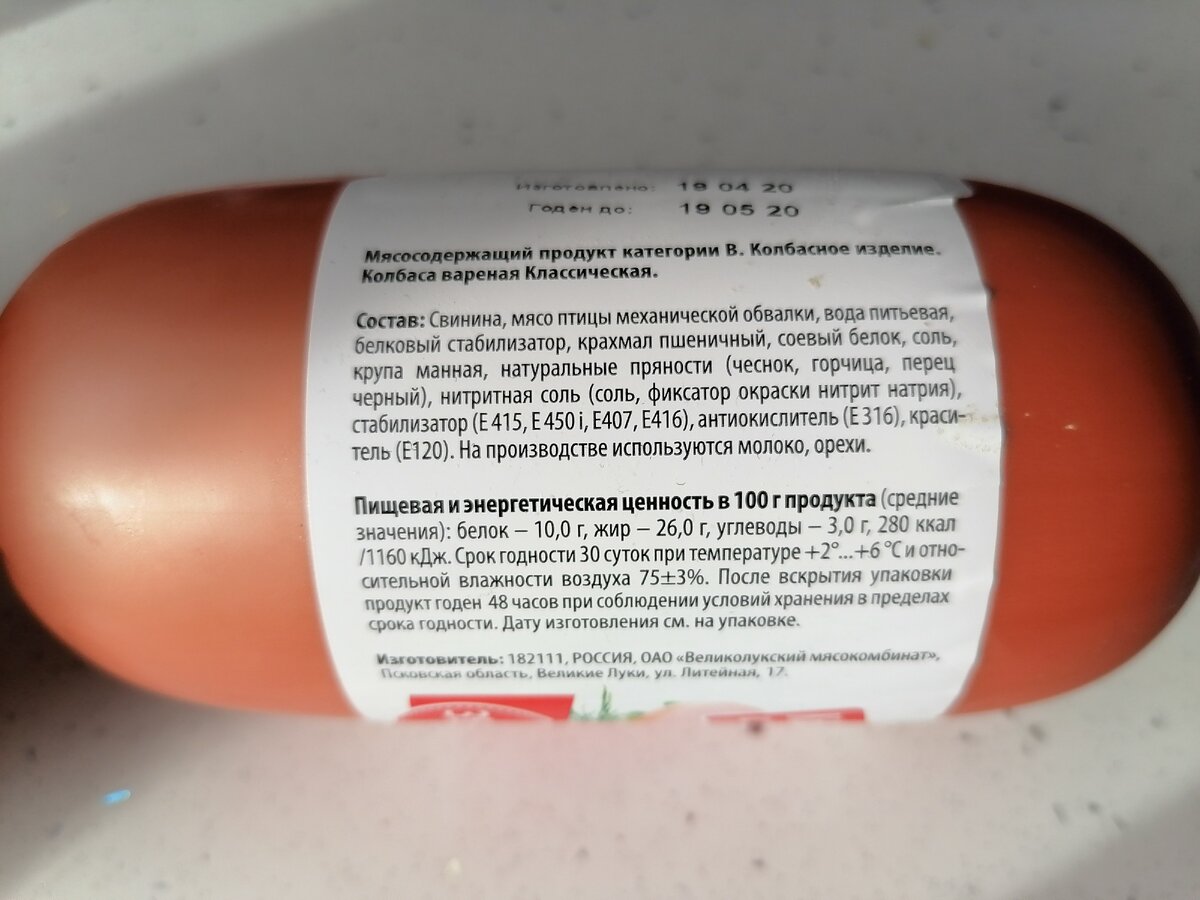 Изготовлено: 19 04 20
Годен до: 19 05 20
Мясосодержащий продукт категории В. Колбасное изделие.
Колбаса вареная Классическая.
Состав: Свинина, мясо птицы механической обвалки, вода питьевая,
белковый стабилизатор, крахмал пшеничный, соевый белок, соль,
крупа манная, натуральные пряности (чеснок, горчица, перец
черный), нитритная соль (соль, фиксатор окраски нитрит натрия),
стабилизатор (Е 415, Е 450 i, Е407, Е416), антиокислитель (Е 316), краси-
тель (Е120). На производстве используются молоко, орехи.
Пищевая и энергетическая ценность в 100 г продукта (средние
значения): белок – 10,0 г, жир – 26,0 г, углеводы – 3,0 г, 280 ккал
/1160 кДж. Срок годности 30 суток при температуре +2°...+6 °С и отно-
сительной влажности воздуха 75±3%. После вскрытия упаковки
продукт годен 48 часов при соблюдении условий хранения в пределах
срока годности. Дату изготовления см. на упаковке.
Изготовитель: 182111, РОССИЯ, ОАО «Великолукский мясокомбинат»,
Псковская область, Великие Луки, ул. Литейная, 17.